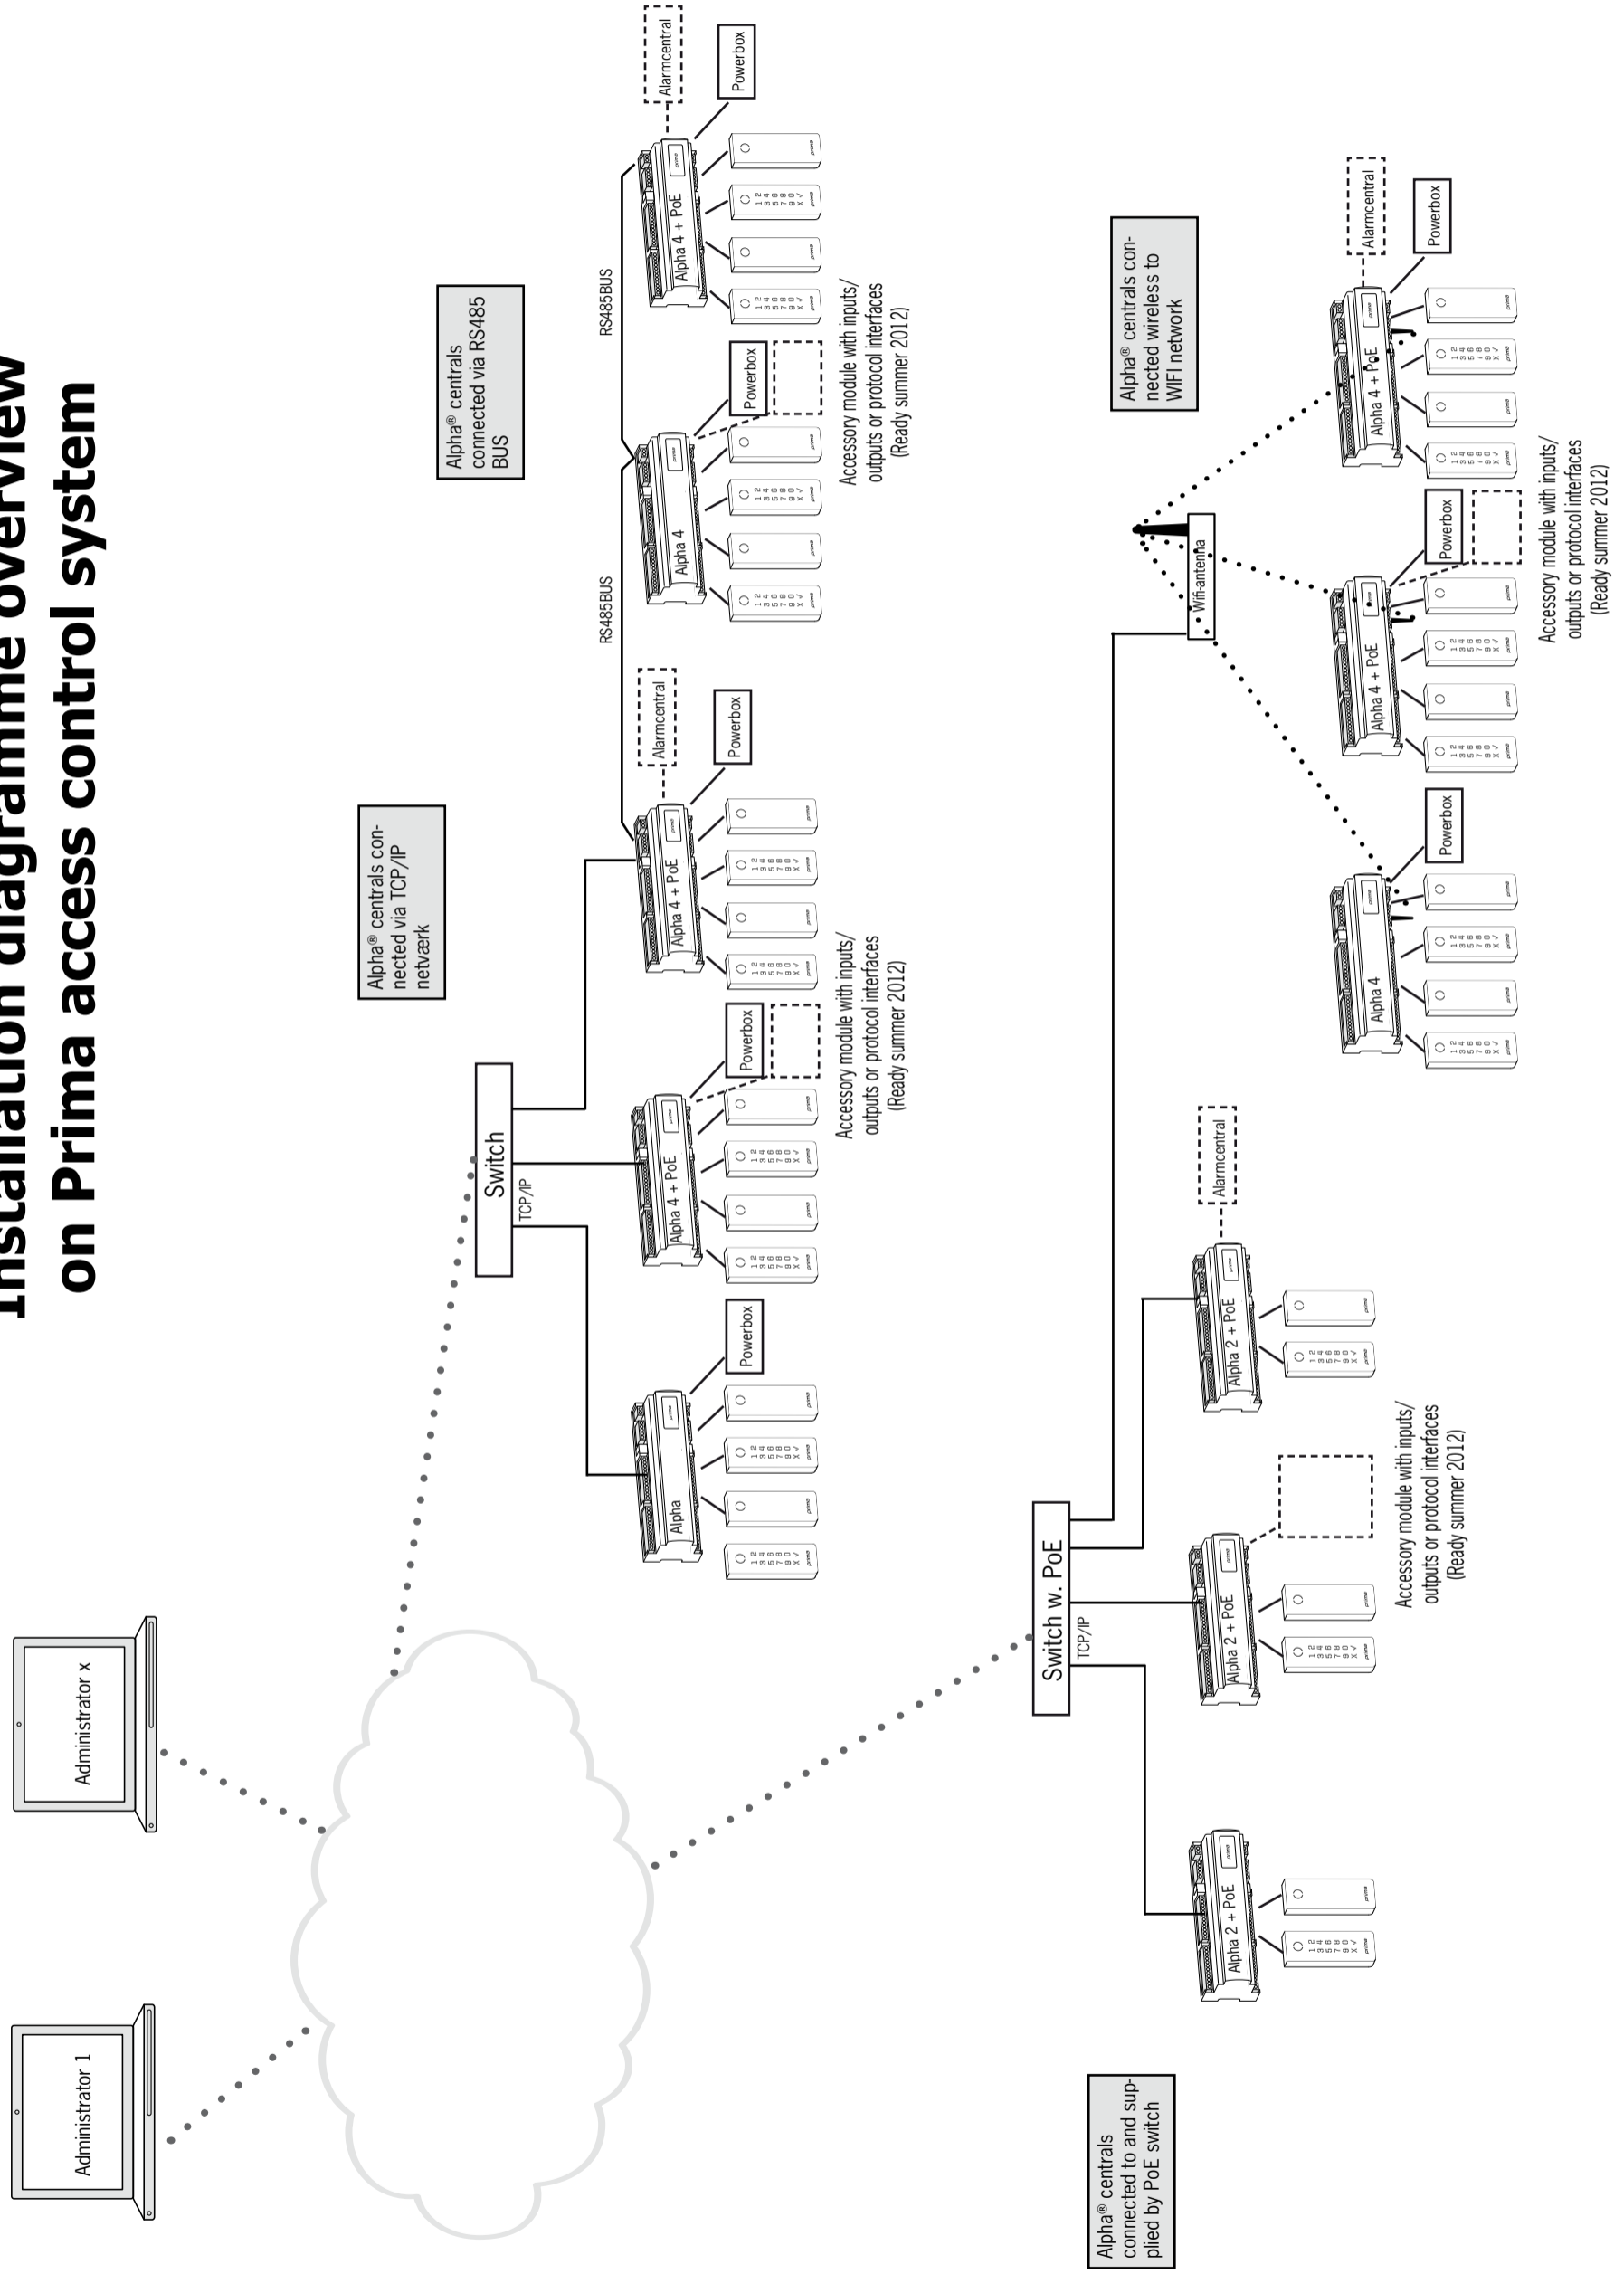 Installation diagramme overview
on Prima access control system
Administrator 1
Administrator x
Alpha® centrals con-
nected via TCP/IP
netværk
Alpha® centrals
connected via RS485
BUS
Switch
TCP/IP
RS485BUS
RS485BUS
Alpha
Powerbox
Alpha 4 + PoE
Powerbox
Accessory module with inputs/
outputs or protocol interfaces
(Ready summer 2012)
Alpha 4 + PoE
Alarmcentral
Powerbox
Alpha 4
Powerbox
Accessory module with inputs/
outputs or protocol interfaces
(Ready summer 2012)
Alpha 4 + PoE
Alarmcentral
Powerbox
Alpha® centrals
connected to and sup-
plied by PoE switch
Switch w. PoE
TCP/IP
Alpha 2 + PoE
Alpha 2 + PoE
Accessory module with inputs/
outputs or protocol interfaces
(Ready summer 2012)
Alpha 2 + PoE
Alarmcentral
Alpha® centrals con-
nected wireless to
WIFI network
Wifi-antenna
Alpha 4
Powerbox
Alpha 4 + PoE
Powerbox
Accessory module with inputs/
outputs or protocol interfaces
(Ready summer 2012)
Alpha 4 + PoE
Alarmcentral
Powerbox